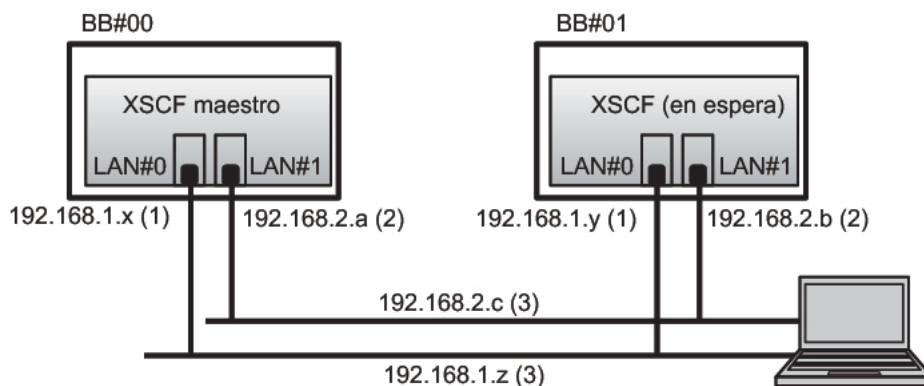 BB#00
BB#01
XSCF maestro
XSCF (en espera)
LAN#0
LAN#1
LAN#0
LAN#1
192.168.1.x (1)
192.168.2.a (2)
192.168.1.y (1)
192.168.2.b (2)
192.168.2.c (3)
192.168.1.z (3)